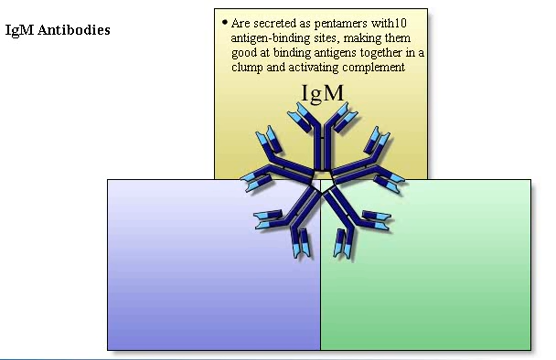 IgM Antibodies
• Are secreted as pentamers with10
antigen-binding sites, making them
good at binding antigens together in a
clump and activating complement
IgM